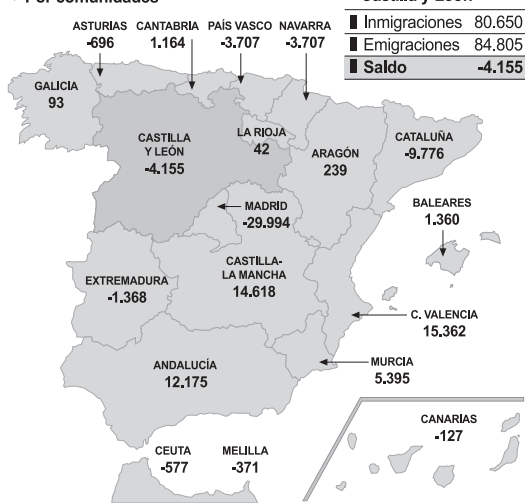 Por comunidades
Castilla y León
Inmigraciones 80.650
Emigraciones 84.805
Saldo -4.155
ASTURIAS
-696
CANTABRIA
1.164
PAÍS VASCO
-3.707
NAVARRA
-3.707
GALICIA
93
CASTILLA
Y LEÓN
-4.155
LA RIOJA
42
ARAGÓN
239
CATALUÑA
-9.776
MADRID
-29.994
BALEARES
1.360
EXTREMADURA
-1.368
CASTILLA-
LA MANCHA
14.618
C. VALENCIA
15.362
ANDALUCÍA
12.175
MURCIA
5.395
CANARIAS
-127
CEUTA
-577
MELILLA
-371